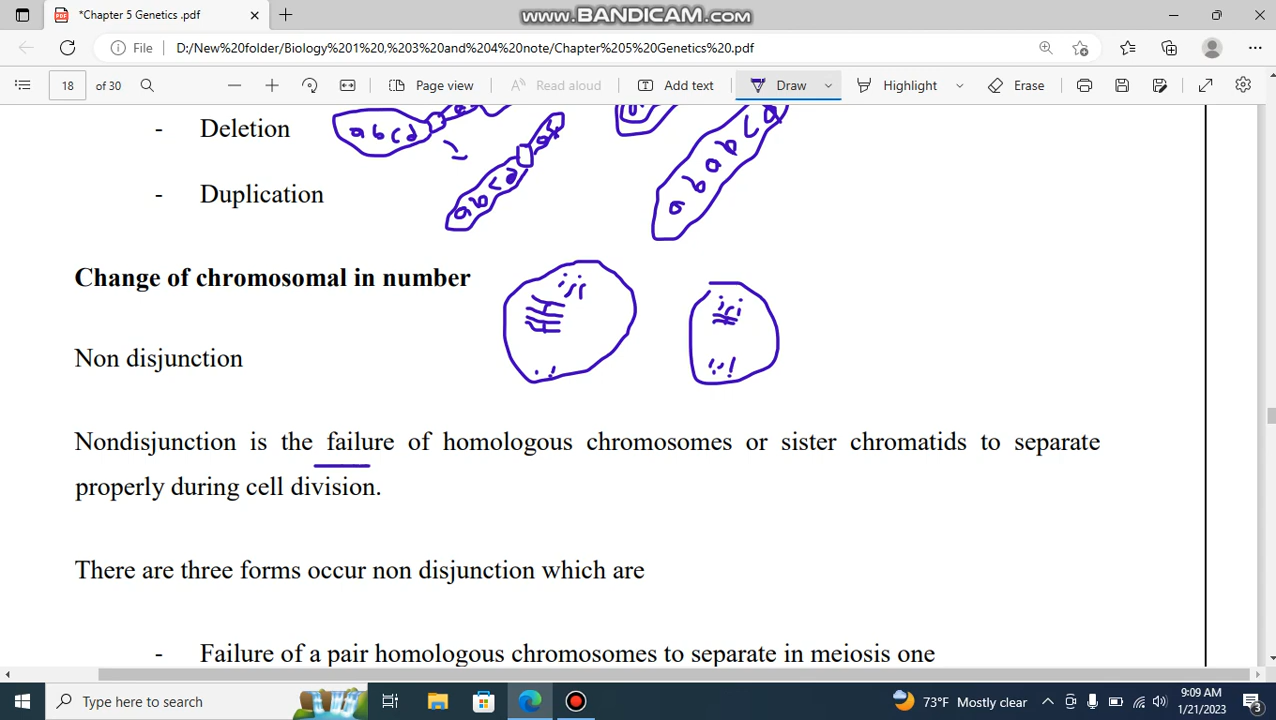 www.BANDICAM.com
*Chapter 5 Genetics .pdf
File
D:/New%20folder/Biology%201%20,%203%20and%204%20note/Chapter%205%20Genetics%20.pdf
18 of 30
Page view
Read aloud
Add text
Draw
Highlight
Erase
- Deletion
a b c d
a b c d
- Duplication
a b a b c d
Change of chromosomal in number
Non disjunction
Nondisjunction is the failure of homologous chromosomes or sister chromatids to separate
properly during cell division.
There are three forms occur non disjunction which are
- Failure of a pair homologous chromosomes to separate in meiosis one
Type here to search
73°F Mostly clear
9:09 AM
1/21/2023
3